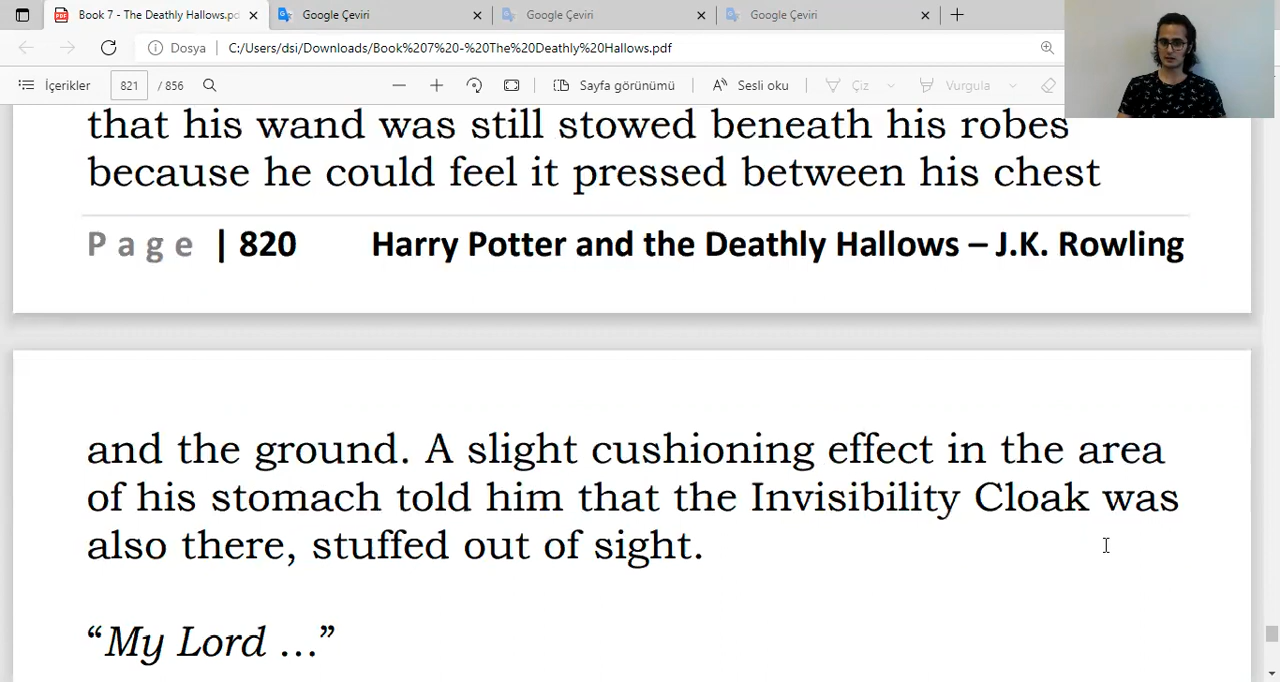 Book 7 - The Deathly Hallows.pd
Google Çeviri
Google Çeviri
Google Çeviri
Dosya
C:/Users/dsi/Downloads/Book%207%20-%20The%20Deathly%20Hallows.pdf
İçerikler
821 / 856
Sayfa görünümü
Sesli oku
Çiz
Vurgula
that his wand was still stowed beneath his robes
because he could feel it pressed between his chest
Page | 820 Harry Potter and the Deathly Hallows – J.K. Rowling
and the ground. A slight cushioning effect in the area
of his stomach told him that the Invisibility Cloak was
also there, stuffed out of sight.
“My Lord …”